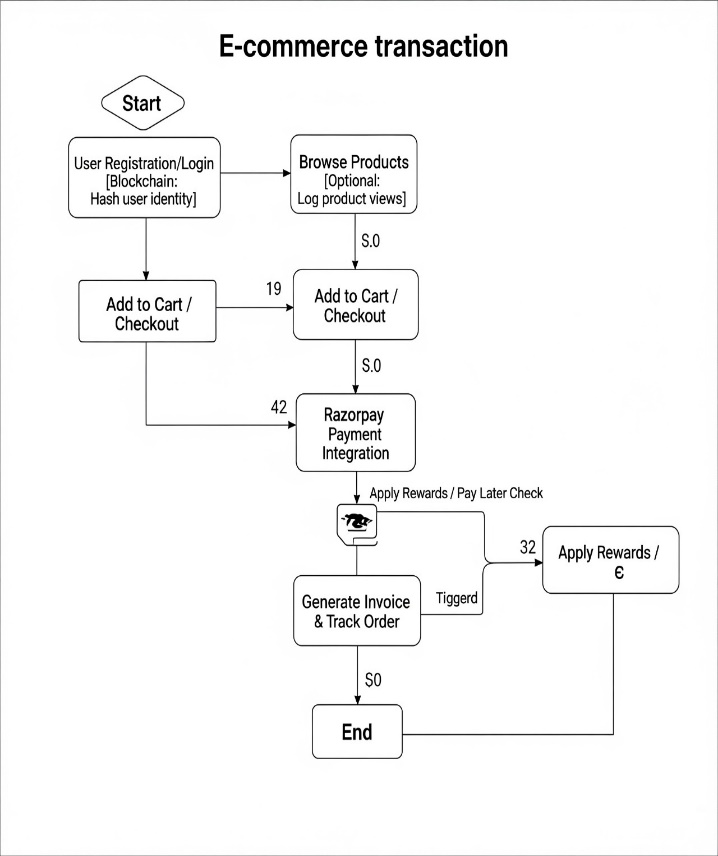 E-commerce transaction
Start
User Registration/Login
[Blockchain:
Hash user identity]
Browse Products
[Optional:
Log product views]
S.0
Add to Cart /
Checkout
19
Add to Cart /
Checkout
S.0
42
Razorpay
Payment
Integration
Apply Rewards / Pay Later Check
32
Apply Rewards /
€
Generate Invoice
& Track Order
Tiggerd
S0
End